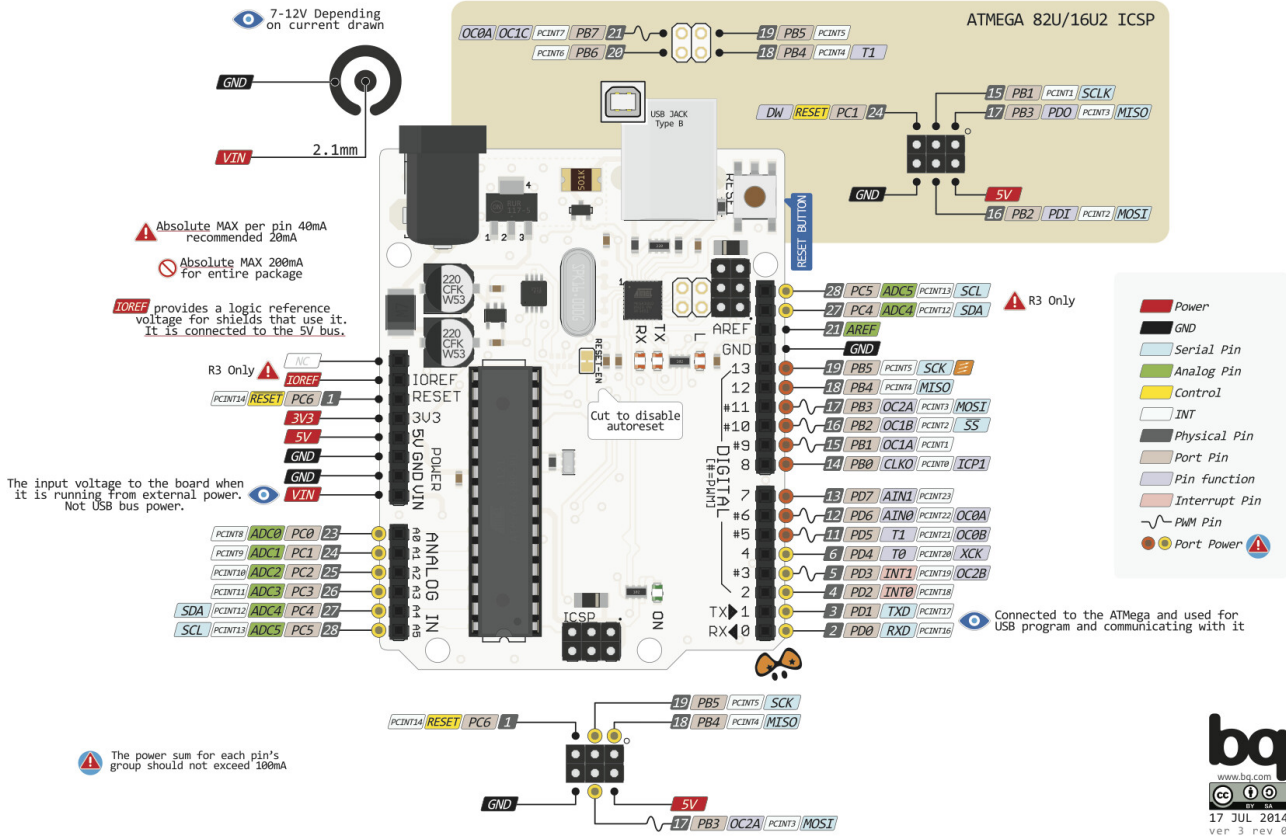 7-12V Depending
on current drawn
GND
VIN
2.1mm
Absolute MAX per pin 40mA
recommended 20mA
Absolute MAX 200mA
for entire package
IOREF provides a logic reference
voltage for shields that use it.
It is connected to the 5V bus.
ATMEGA 82U/16U2 ICSP
OC0A OC1C PCINT7 PB7 21
PCINT6 PB6 20
19 PB5 PCINT5
18 PB4 PCINT4 T1
DW RESET PC1 24
15 PB1 PCINT1 SCLK
17 PB3 PDO PCINT3 MISO
GND
5V
16 PB2 PDI PCINT2 MOSI
USB JACK
Type B
RESET BUTTON
501K
4
1 2 3
220
CFK
W53
220
CFK
W53
RX
TX
L
RESET-EN
Cut to disable
autoreset
R3 Only
NC
IOREF
PCINT14 RESET PC6 1
3V3
5V
GND
GND
VIN
IOREF
RESET
3V3
5V
GND
VIN
POWER
The input voltage to the board when
it is running from external power.
Not USB bus power.
PCINT8 ADC0 PC0 23
PCINT9 ADC1 PC1 24
PCINT10 ADC2 PC2 25
PCINT11 ADC3 PC3 26
SDA PCINT12 ADC4 PC4 27
SCL PCINT13 ADC5 PC5 28
A0
A1
A2
A3
A4
A5
ANALOG IN
ICSP
ON
AREF
GND
13
12
#11
#10
#9
8
7
#6
#5
4
#3
2
TX 1
RX 0
DIGITAL
[#=PWM]
28 PC5 ADC5 PCINT13 SCL
27 PC4 ADC4 PCINT12 SDA
R3 Only
21 AREF
GND
19 PB5 PCINT5 SCK
18 PB4 PCINT4 MISO
17 PB3 OC2A PCINT3 MOSI
16 PB2 OC1B PCINT2 SS
15 PB1 OC1A PCINT1
14 PB0 CLKO PCINT0 ICP1
13 PD7 AIN1 PCINT23
12 PD6 AIN0 PCINT22 OC0A
11 PD5 T1 PCINT21 OC0B
6 PD4 T0 PCINT20 XCK
5 PD3 INT1 PCINT19 OC2B
4 PD2 INT0 PCINT18
3 PD1 TXD PCINT17
2 PD0 RXD PCINT16
Connected to the ATMega and used for
USB program and communicating with it
Power
GND
Serial Pin
Analog Pin
Control
INT
Physical Pin
Port Pin
Pin function
Interrupt Pin
PWM Pin
Port Power
PCINT14 RESET PC6 1
19 PB5 PCINT5 SCK
18 PB4 PCINT4 MISO
GND
5V
17 PB3 OC2A PCINT3 MOSI
The power sum for each pin's
group should not exceed 100mA
bq
www.bq.com
cc BY SA
17 JUL 2014